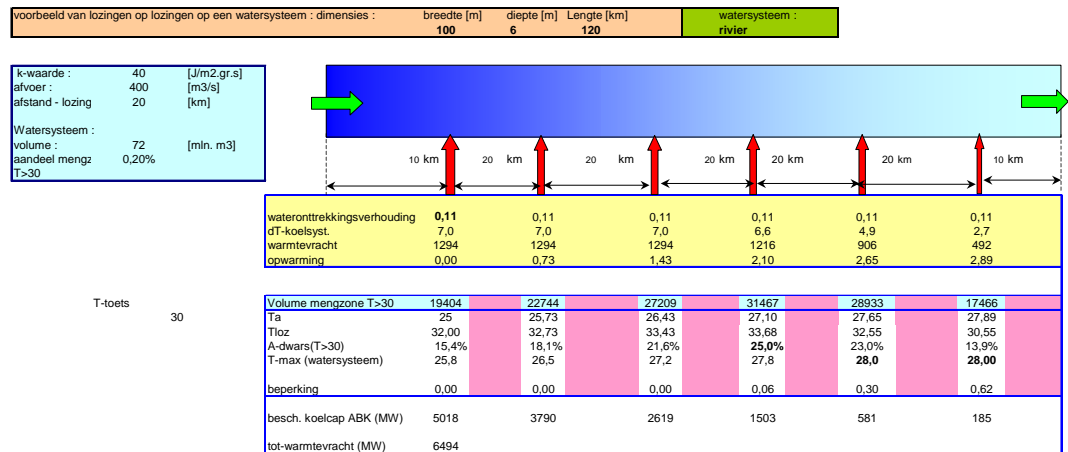 voorbeeld van lozingen op lozingen op een watersysteem : dimensies : breedte [m] diepte [m] Lengte [km] watersysteem :
100 6 120 rivier
k-waarde : 40 [J/m2.gr.s]
afvoer : 400 [m3/s]
afstand - lozing 20 [km]
Watersysteem :
volume : 72 [mln. m3]
aandeel mengz 0,20%
T>30
10 km 20 km 20 km 20 km 20 km 20 km 10 km
wateronttrekkingsverhouding 0,11 0,11 0,11 0,11 0,11 0,11
dT-koelsyst. 7,0 7,0 7,0 6,6 4,9 2,7
warmtevracht 1294 1294 1294 1216 906 492
opwarming 0,00 0,73 1,43 2,10 2,65 2,89
T-toets
30
Volume mengzone T>30 19404 22744 27209 31467 28933 17466
Ta 25 25,73 26,43 27,10 27,65 27,89
Tloz 32,00 32,73 33,43 33,68 32,55 30,55
A-dwars(T>30) 15,4% 18,1% 21,6% 25,0% 23,0% 13,9%
T-max (watersysteem) 25,8 26,5 27,2 27,8 28,0 28,00
beperking 0,00 0,00 0,00 0,06 0,30 0,62
besch. koelcap ABK (MW) 5018 3790 2619 1503 581 185
tot-warmtevracht (MW) 6494